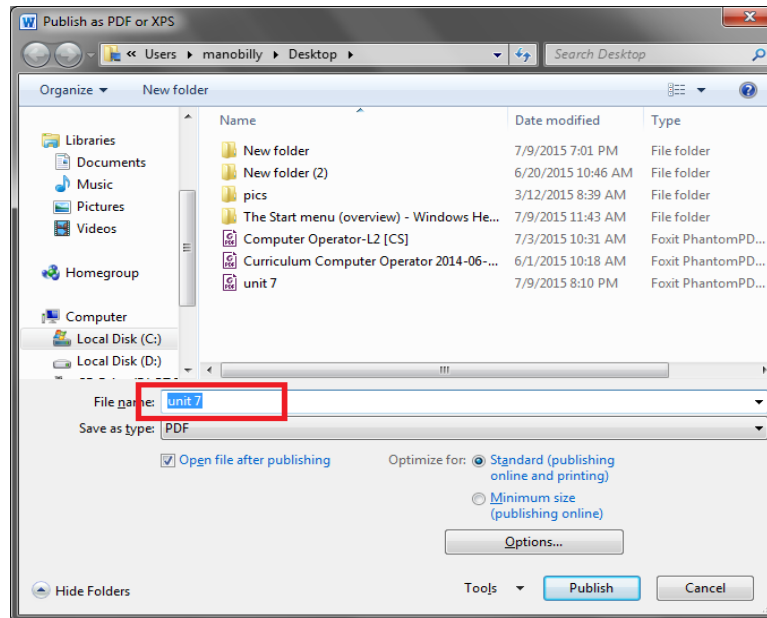 Publish as PDF or XPS
« Users ▸ manobilly ▸ Desktop ▸
Search Desktop
Organize ▾ New folder
Name Date modified Type
Libraries
Documents
Music
Pictures
Videos
Homegroup
Computer
Local Disk (C:)
Local Disk (D:)
New folder 7/9/2015 7:01 PM File folder
New folder (2) 6/20/2015 10:46 AM File folder
pics 3/12/2015 8:39 AM File folder
The Start menu (overview) - Windows He... 7/9/2015 11:43 AM File folder
Computer Operator-L2 [CS] 7/3/2015 10:31 AM Foxit PhantomPD...
Curriculum Computer Operator 2014-06-... 6/1/2015 10:18 AM Foxit PhantomPD...
unit 7 7/9/2015 8:10 PM Foxit PhantomPD...
File name: unit 7
Save as type: PDF
Open file after publishing
Optimize for: Standard (publishing
online and printing)
Minimum size
(publishing online)
Options...
Hide Folders
Tools ▾ Publish Cancel